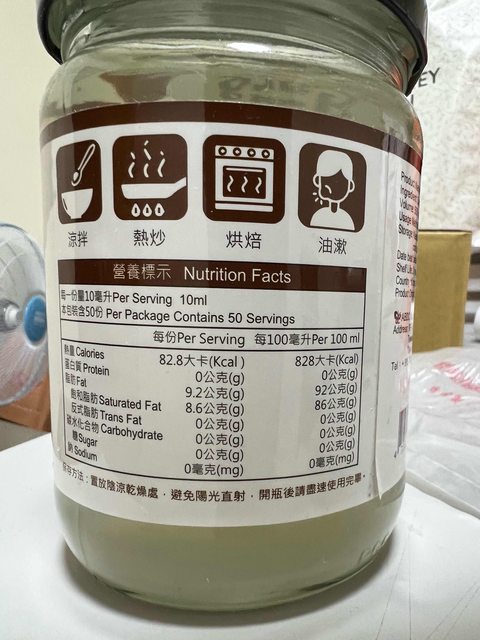 涼拌 熱炒 烘焙 油漱
營養標示 Nutrition Facts
每一份量10毫升Per Serving 10ml
本包裝含50份 Per Package Contains 50 Servings
每份Per Serving 每100毫升Per 100 ml
熱量 Calories 82.8大卡(Kcal) 828大卡(Kcal)
蛋白質 Protein 0公克(g) 0公克(g)
脂肪 Fat 9.2公克(g) 92公克(g)
飽和脂肪 Saturated Fat 8.6公克(g) 86公克(g)
反式脂肪 Trans Fat 0公克(g) 0公克(g)
碳水化合物 Carbohydrate 0公克(g) 0公克(g)
糖 Sugar 0公克(g) 0公克(g)
鈉 Sodium 0毫克(mg) 0毫克(mg)
保存方法：置放陰涼乾燥處，避免陽光直射，開瓶後請盡速使用完畢。